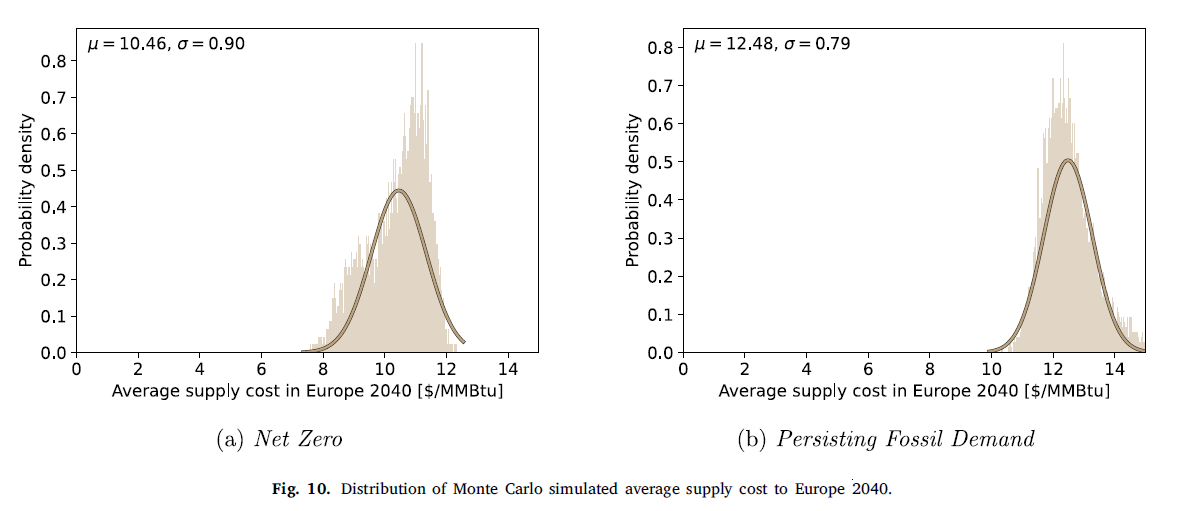 μ = 10.46, σ = 0.90
0.8
0.7
0.6
0.5
0.4
0.3
0.2
0.1
0.0
Probability density
0 2 4 6 8 10 12 14
Average supply cost in Europe 2040 [$/MMBtu]
(a) Net Zero
μ = 12.48, σ = 0.79
0.8
0.7
0.6
0.5
0.4
0.3
0.2
0.1
0.0
Probability density
0 2 4 6 8 10 12 14
Average supply cost in Europe 2040 [$/MMBtu]
(b) Persisting Fossil Demand
Fig. 10. Distribution of Monte Carlo simulated average supply cost to Europe 2040.